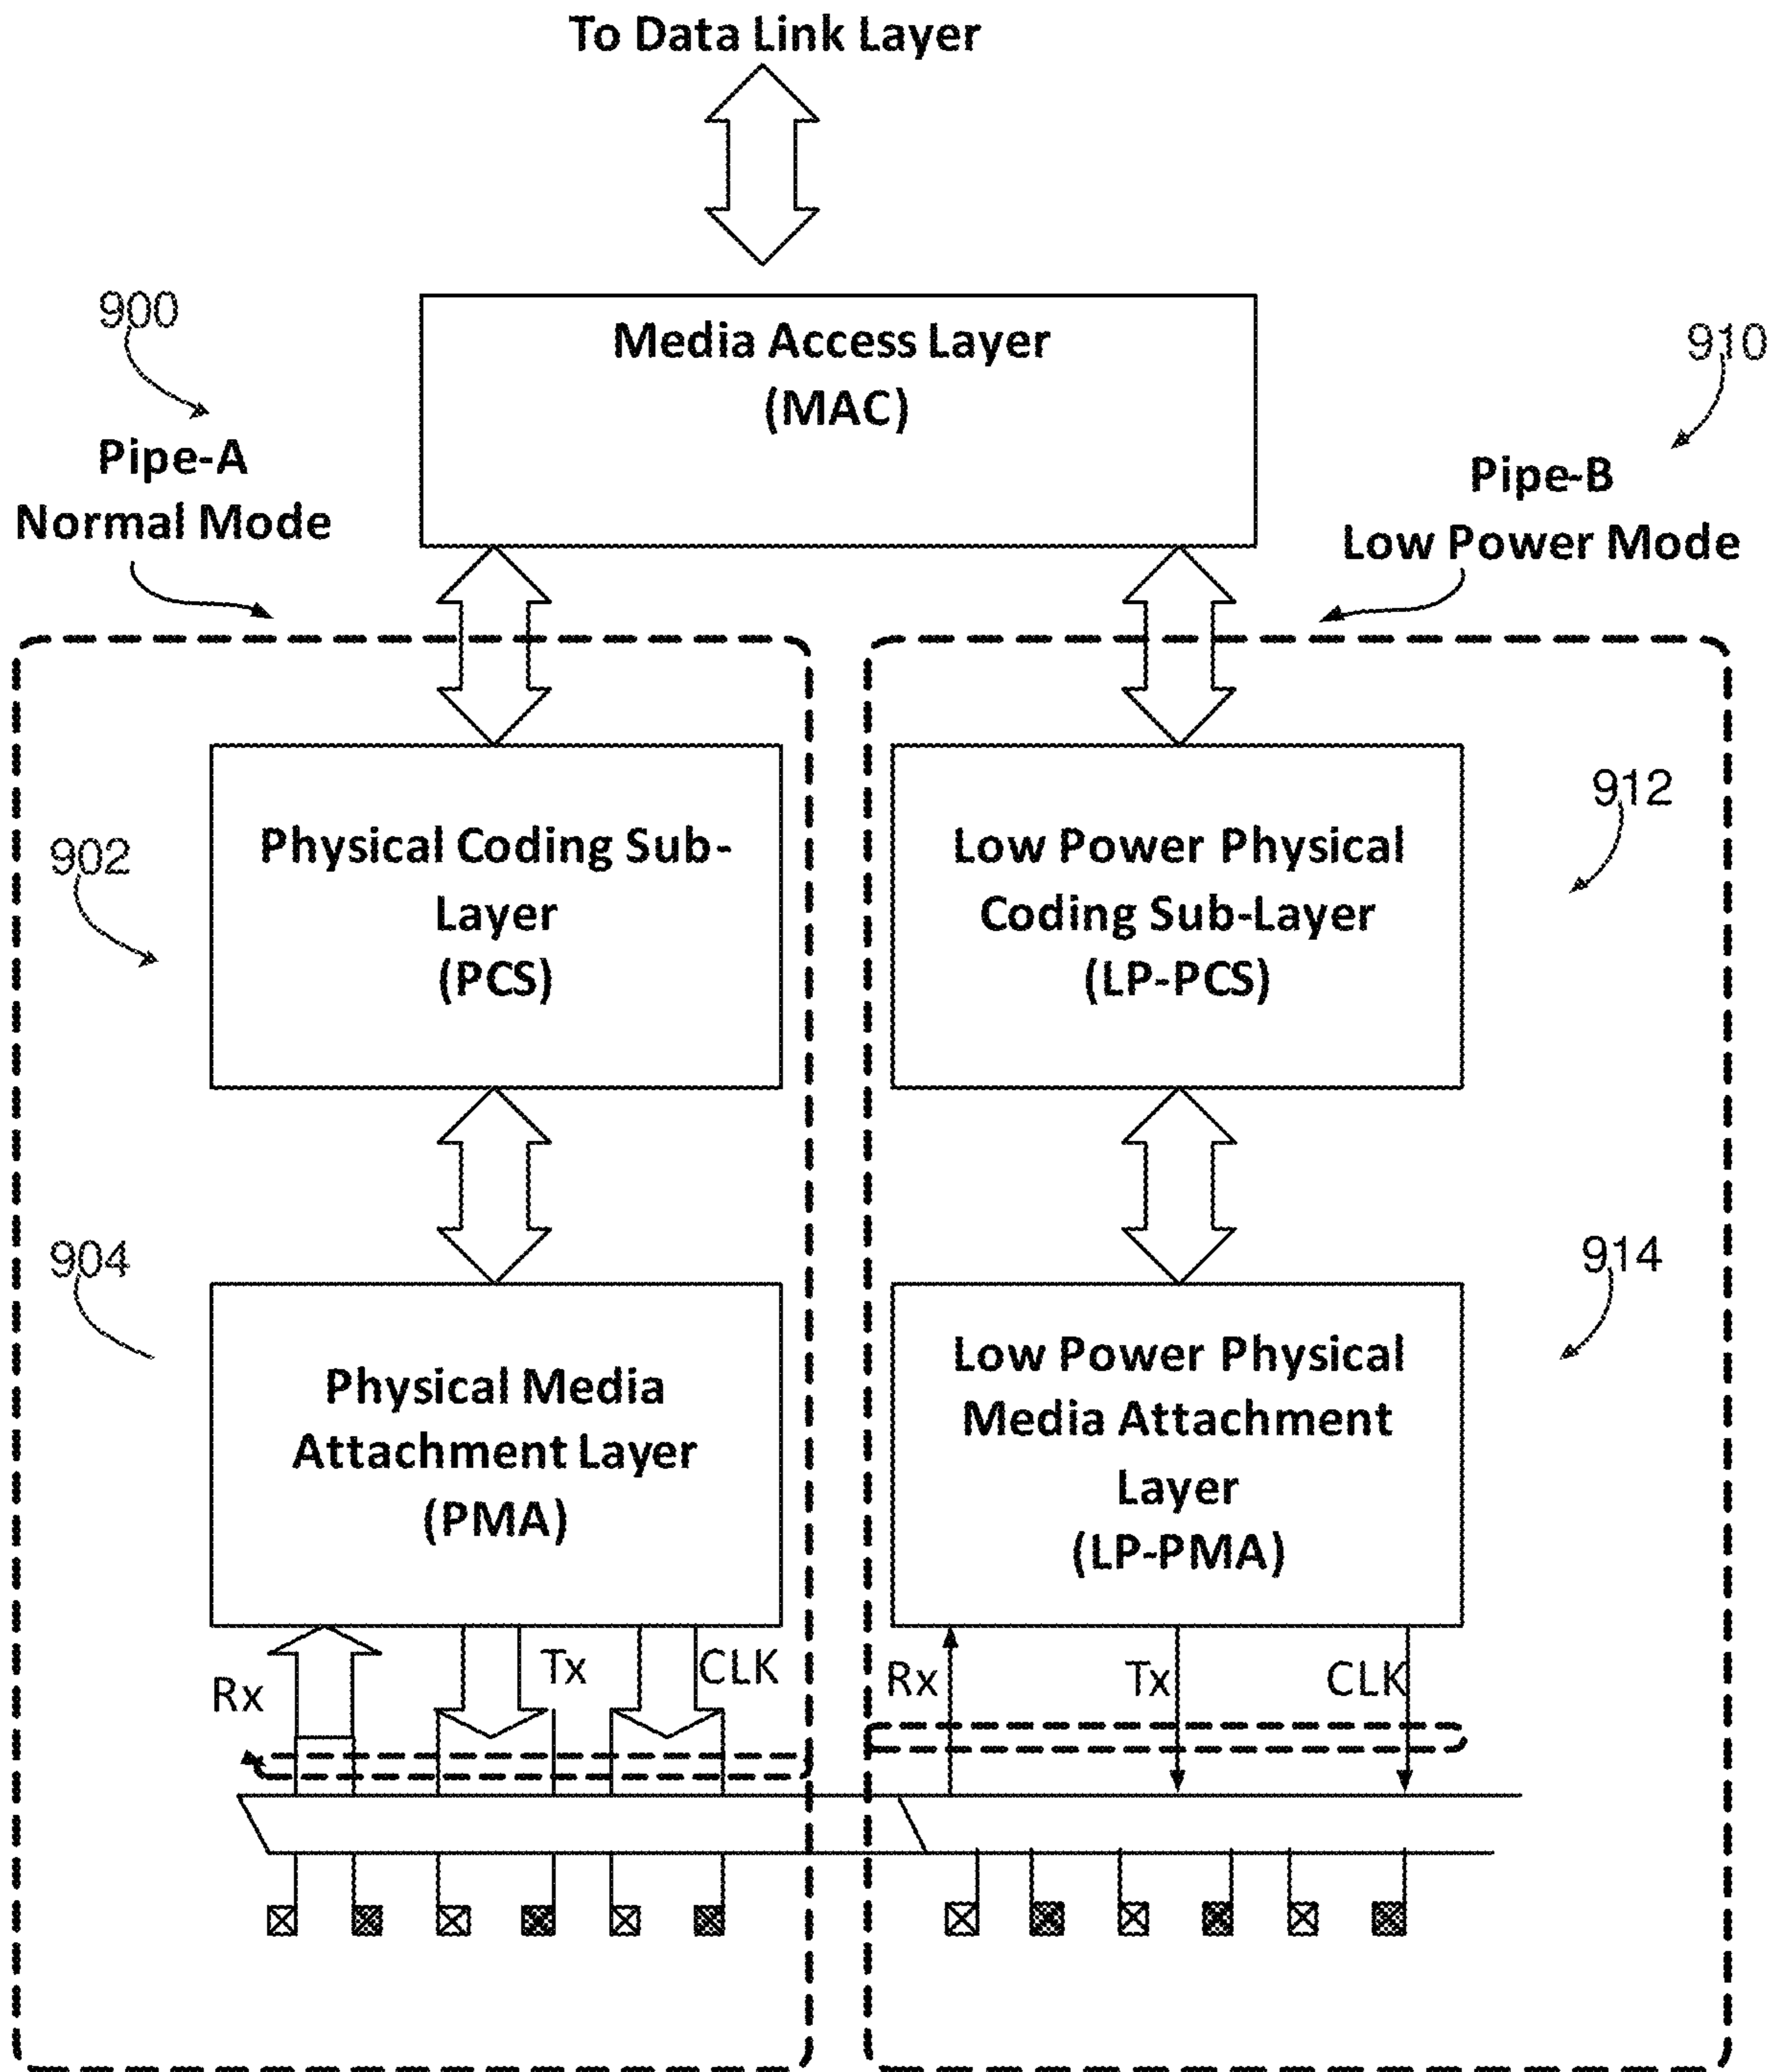 To Data Link Layer
900
Media Access Layer
(MAC)
910
Pipe-A
Normal Mode
Pipe-B
Low Power Mode
902
Physical Coding Sub-
Layer
(PCS)
Low Power Physical
Coding Sub-Layer
(LP-PCS)
912
904
Physical Media
Attachment Layer
(PMA)
Low Power Physical
Media Attachment
Layer
(LP-PMA)
914
Rx
Tx
CLK
Rx
Tx
CLK